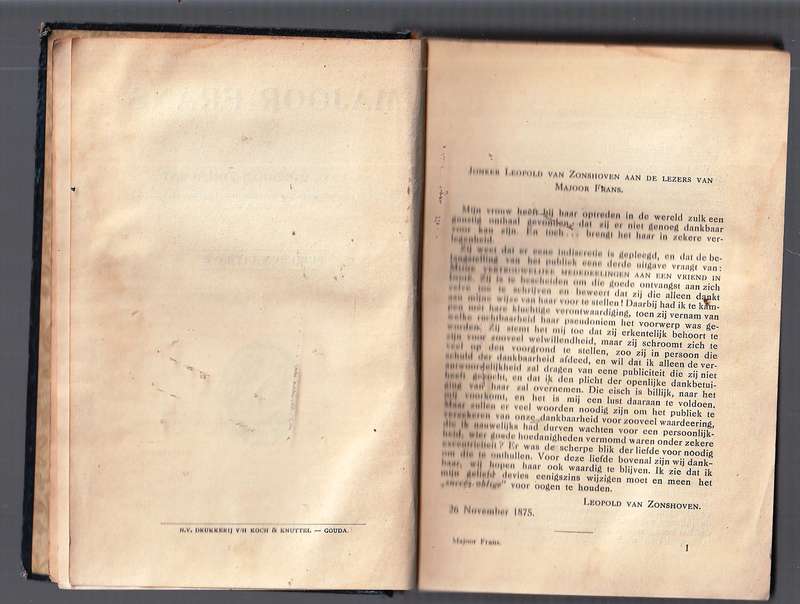 N.V. DRUKKERIJ V/H KOCH & KNUTTEL — GOUDA.
JONKER LEOPOLD VAN ZONSHOVEN AAN DE LEZERS VAN
MAJOOR FRANS.
Mijn vrouw heeft bij haar optreden in de wereld zulk een
gunstig onthaal gevonden, dat zij er niet genoeg dankbaar
voor kan zijn. En toch ... brengt het haar in zekere ver-
legenheid.
Zij weet dat er eene indiscretie is gepleegd, en dat de be-
langstelling van het publiek eene derde uitgave vraagt van:
MIJNE VERTROUWELIJKE MEDEDEELINGEN AAN EEN VRIEND IN
Zij is te bescheiden om die goede ontvangst aan zich
zelve toe te schrijven en beweert dat zij die alleen dankt
aan mijne wijze van haar voor te stellen! Daarbij had ik te kam-
pen met hare kluchtige verontwaardiging, toen zij vernam van
welke ruchtbaarheid haar pseudoniem het voorwerp was ge-
worden. Zij stemt het mij toe dat zij erkentelijk behoort te
zijn voor zooveel welwillendheid, maar zij schroomt zich te
veel op den voorgrond te stellen, zoo zij in persoon die
schuld der dankbaarheid afdeed, en wil dat ik alleen de ver-
antwoordelijkheid zal dragen van eene publiciteit die zij niet
heeft gezocht, en dat ik den plicht der openlijke dankbetui-
ging van haar zal overnemen. Die eisch is billijk, naar het
mij voorkomt, en het is mij een lust daaraan te voldoen.
Maar zullen er veel woorden noodig zijn om het publiek te
verzekeren van onze dankbaarheid voor zooveel waardeering,
die ik nauwelijks had durven wachten voor een persoonlijk-
heid, wier goede hoedanigheden vermomd waren onder zekere
excentriciteit? Er was de scherpe blik der liefde voor noodig
om die te onthullen. Voor deze liefde bovenal zijn wij dank-
baar, wij hopen haar ook waardig te blijven. Ik zie dat ik
mijn geliefd devies eenigszins wijzigen moet en meen het
„succès oblige” voor oogen te houden.
LEOPOLD VAN ZONSHOVEN.
26 November 1875.
Majoor Frans.
1